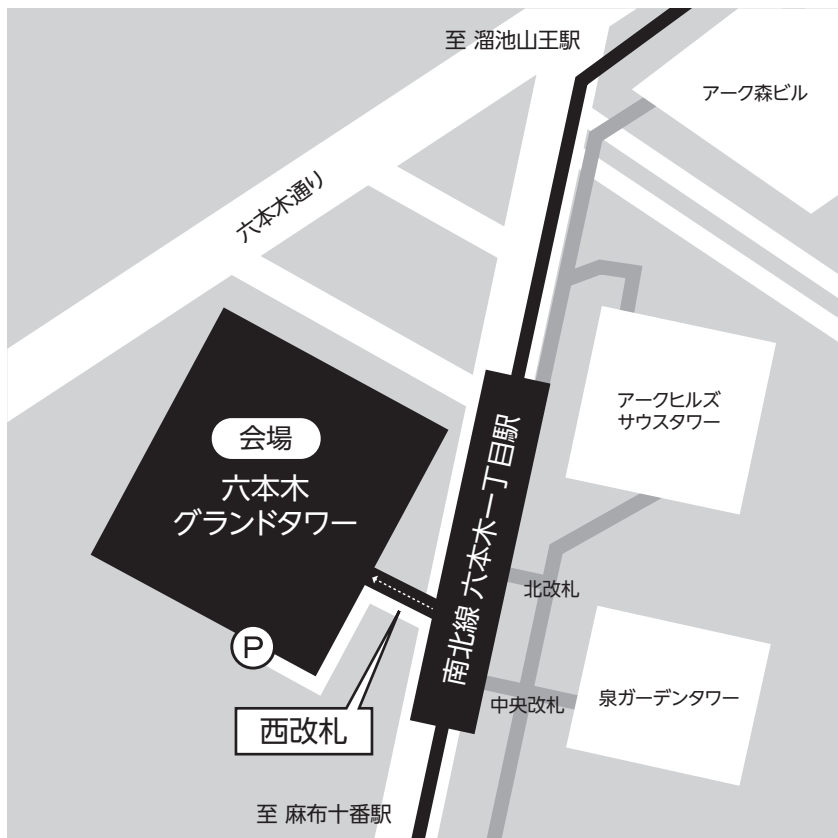 至 溜池山王駅
アーク森ビル
六本木通り
会場
六本木
グランドタワー
南北線 六本木一丁目駅
アークヒルズ
サウスタワー
北改札
中央改札
泉ガーデンタワー
P
西改札
至 麻布十番駅